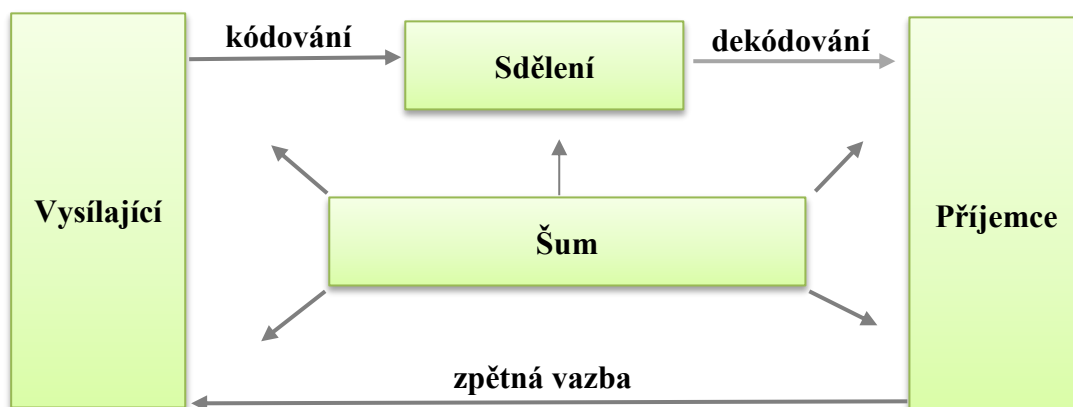 kódování
dekódování
Sdělení
Vysílající
Šum
Příjemce
zpětná vazba